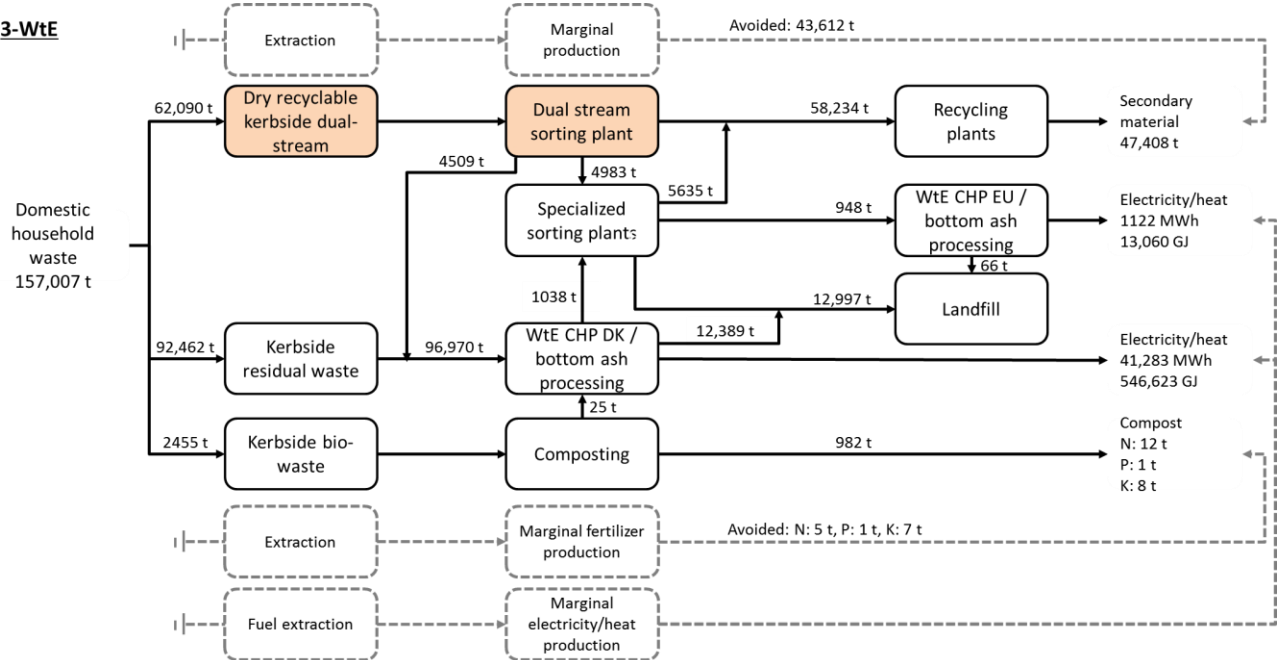 3-WtE
Extraction
Marginal
production
Avoided: 43,612 t
62,090 t
Dry recyclable
kerbside dual-
stream
Dual stream
sorting plant
58,234 t
Recycling
plants
Secondary
material
47,408 t
4509 t
4983 t
5635 t
Specialized
sorting plants
948 t
WtE CHP EU /
bottom ash
processing
Electricity/heat
1122 MWh
13,060 GJ
Domestic
household
waste
157,007 t
66 t
1038 t
12,997 t
Landfill
92,462 t
Kerbside
residual waste
96,970 t
WtE CHP DK /
bottom ash
processing
12,389 t
Electricity/heat
41,283 MWh
546,623 GJ
25 t
2455 t
Kerbside bio-
waste
Composting
982 t
Compost
N: 12 t
P: 1 t
K: 8 t
Extraction
Marginal fertilizer
production
Avoided: N: 5 t, P: 1 t, K: 7 t
Fuel extraction
Marginal
electricity/heat
production